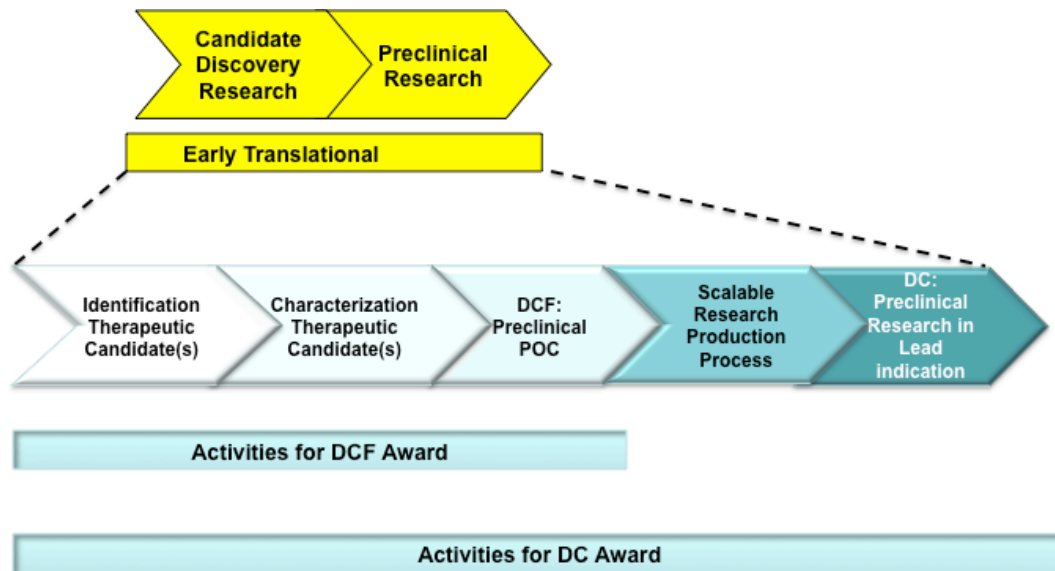 Candidate
Discovery
Research
Preclinical
Research
Early Translational
Identification
Therapeutic
Candidate(s)
Characterization
Therapeutic
Candidate(s)
DCF:
Preclinical
POC
Scalable
Research
Production
Process
DC:
Preclinical
Research in
Lead
indication
Activities for DCF Award
Activities for DC Award